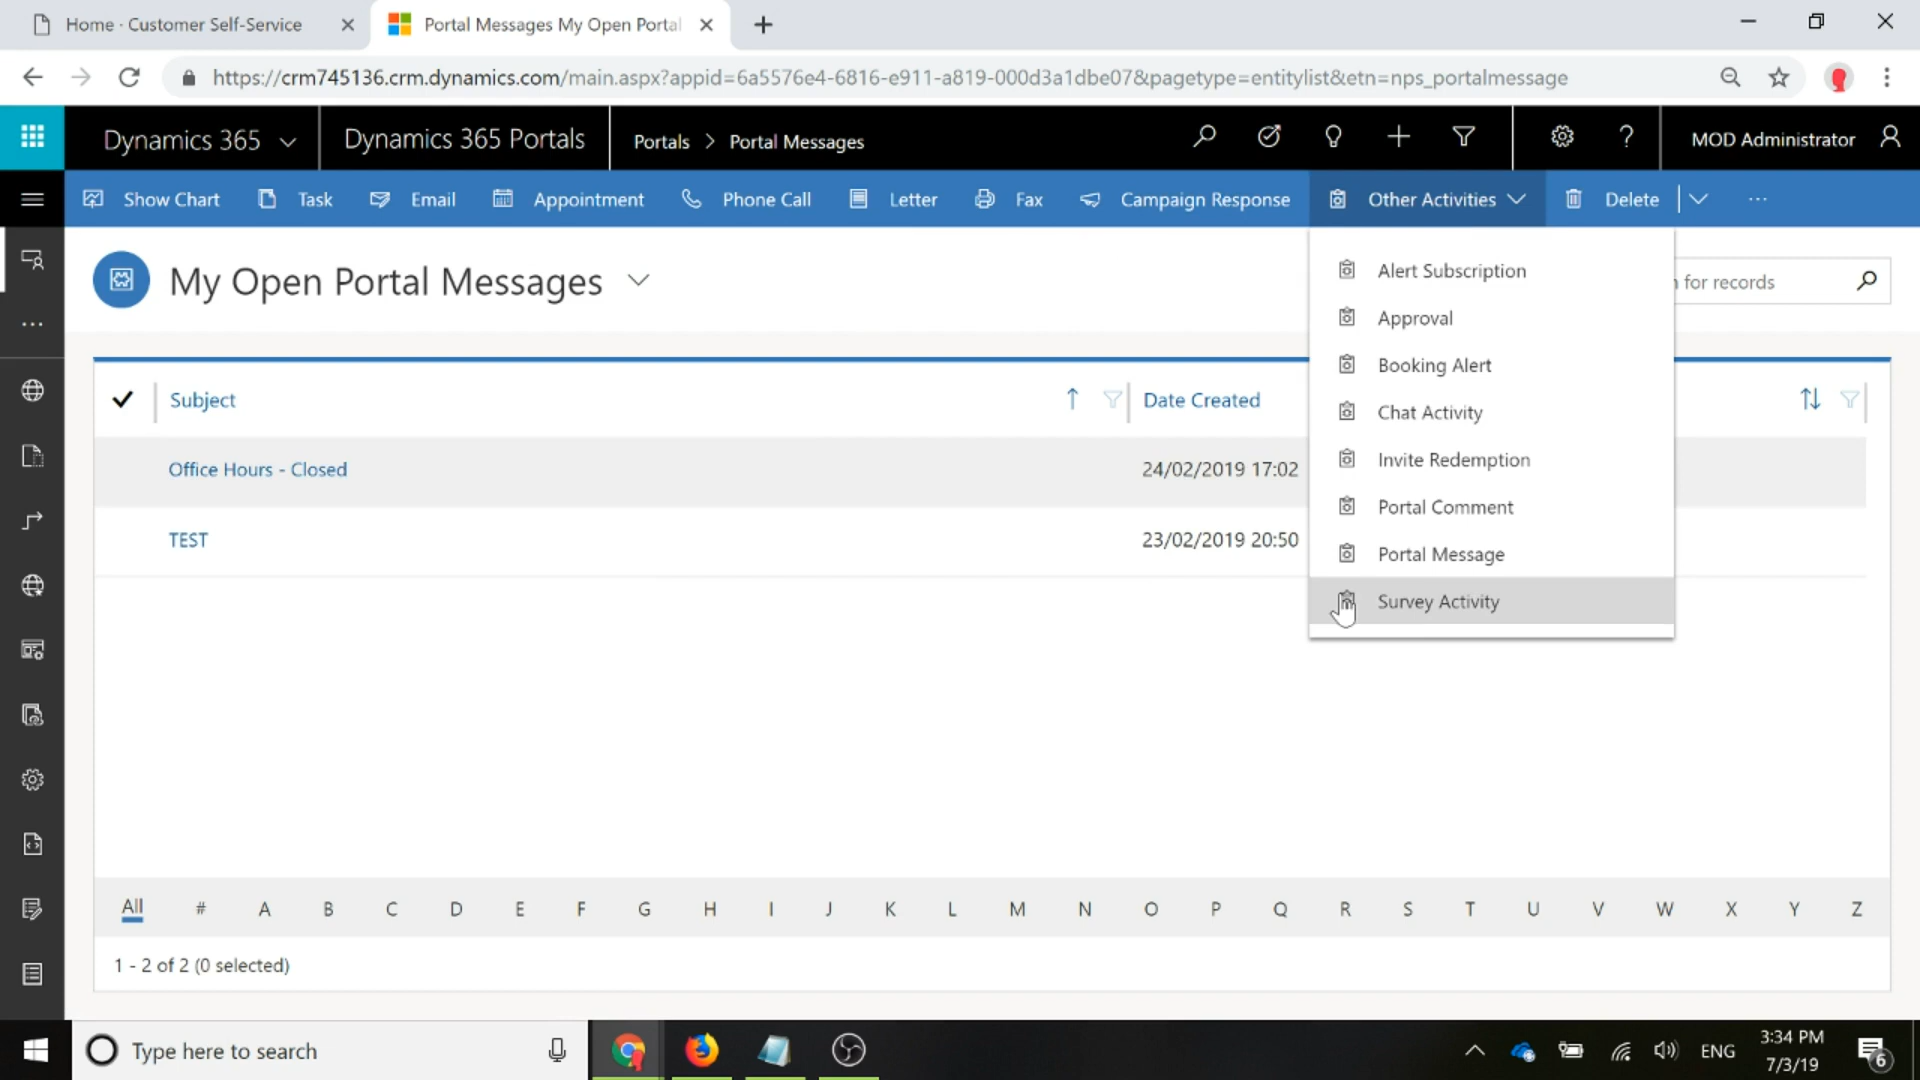 Home - Customer Self-Service
Portal Messages My Open Portal
https://crm745136.crm.dynamics.com/main.aspx?appid=6a5576e4-6816-e911-a819-000d3a1dbe07&pagetype=entitylist&etn=nps_portalmessage
Dynamics 365
Dynamics 365 Portals
Portals > Portal Messages
MOD Administrator
Show Chart
Task
Email
Appointment
Phone Call
Letter
Fax
Campaign Response
Other Activities
Delete
My Open Portal Messages
for records
Alert Subscription
Approval
Booking Alert
Chat Activity
Invite Redemption
Portal Comment
Portal Message
Survey Activity
Subject
Date Created
Office Hours - Closed
24/02/2019 17:02
TEST
23/02/2019 20:50
All # A B C D E F G H I J K L M N O P Q R S T U V W X Y Z
1 - 2 of 2 (0 selected)
Type here to search
ENG
3:34 PM
7/3/19
6